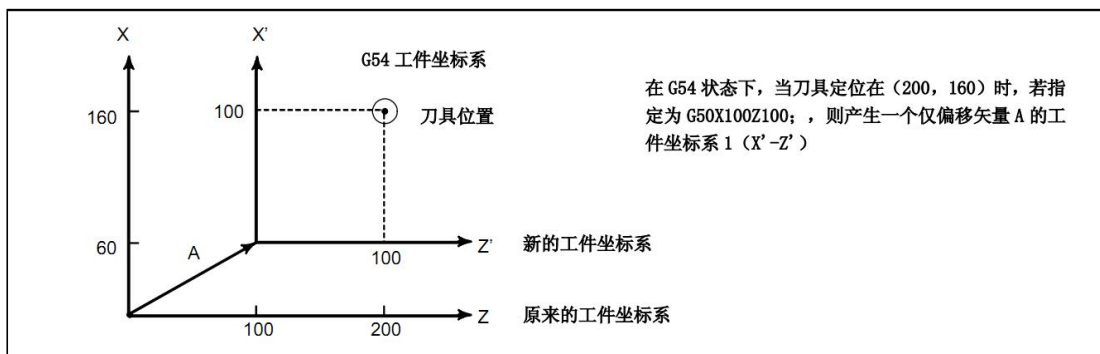 X
X'
G54 工件坐标系
160
100
刀具位置
在 G54 状态下，当刀具定位在（200，160）时，若指
定为 G50X100Z100；，则产生一个仅偏移矢量 A 的工
件坐标系 1（X'-Z'）
60
A
100
Z'
新的工件坐标系
100
200
Z
原来的工件坐标系